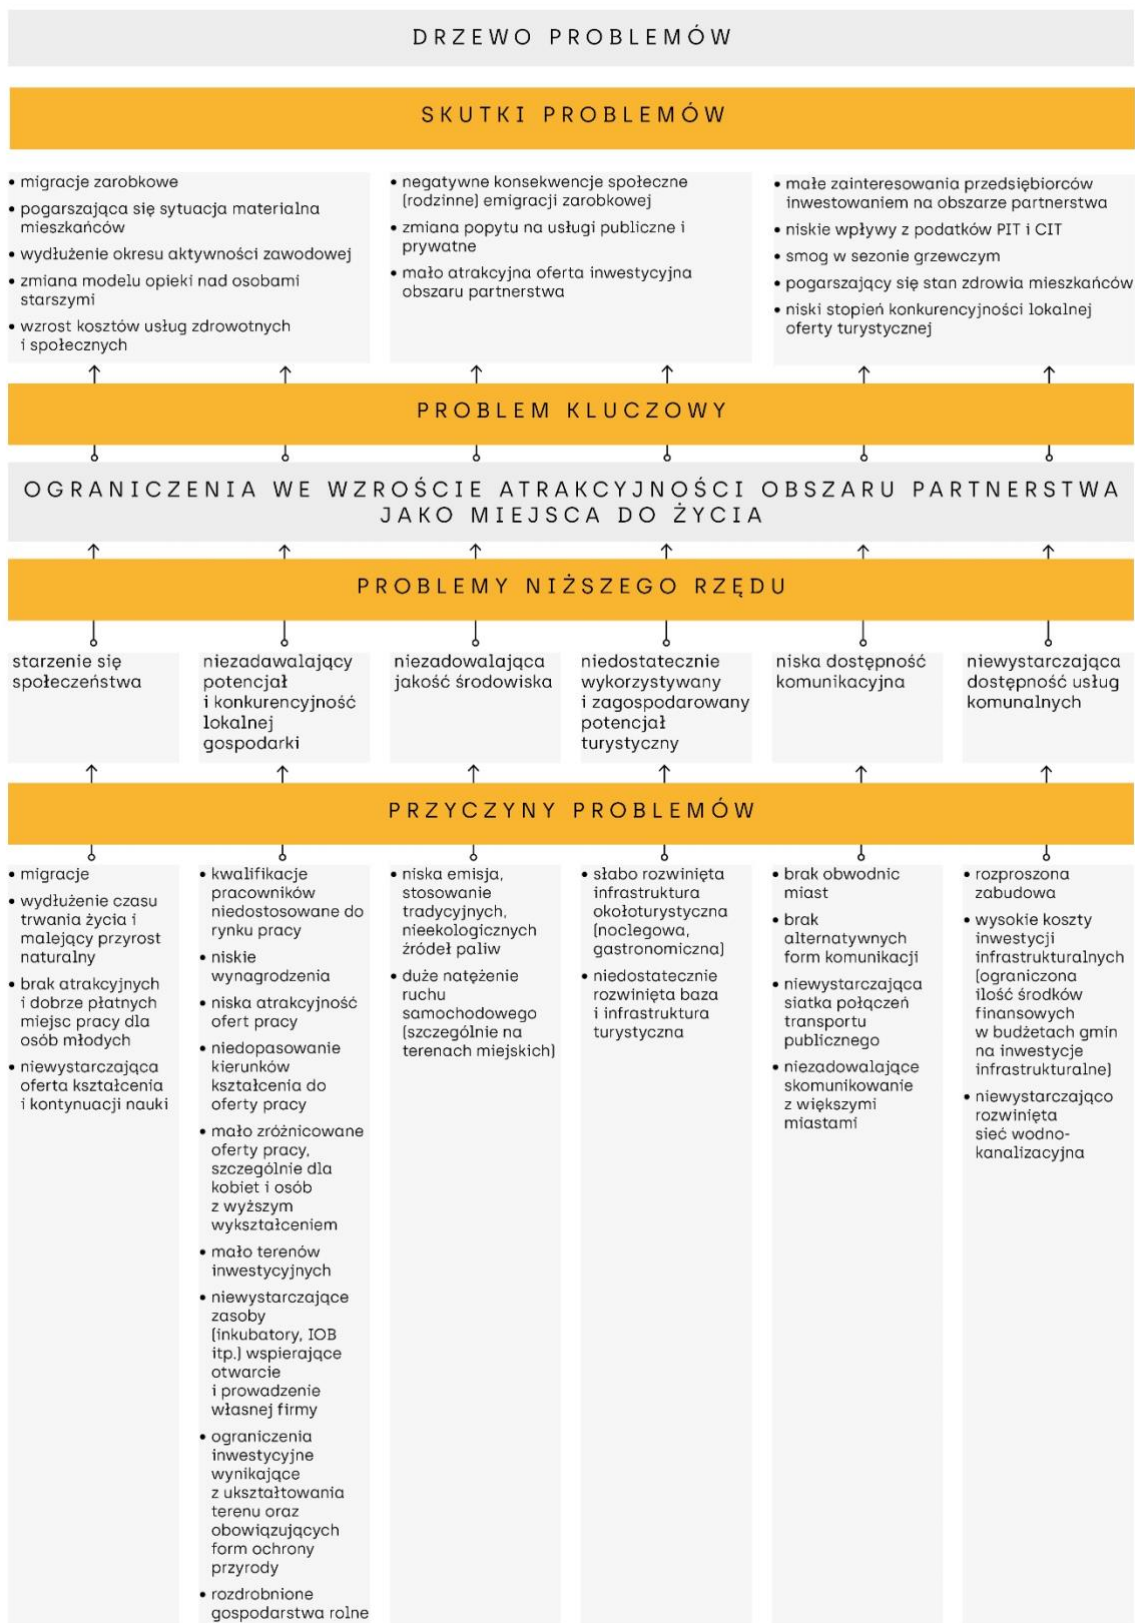 DRZEWO PROBLEMÓW
SKUTKI PROBLEMÓW
• migracje zarobkowe
• pogarszająca się sytuacja materialna
mieszkańców
• wydłużenie okresu aktywności zawodowej
• zmiana modelu opieki nad osobami
starszymi
• wzrost kosztów usług zdrowotnych
i społecznych
• negatywne konsekwencje społeczne
(rodzinne) emigracji zarobkowej
• zmiana popytu na usługi publiczne i
prywatne
• mało atrakcyjna oferta inwestycyjna
obszaru partnerstwa
• małe zainteresowania przedsiębiorców
inwestowaniem na obszarze partnerstwa
• niskie wpływy z podatków PIT i CIT
• smog w sezonie grzewczym
• pogarszający się stan zdrowia mieszkańców
• niski stopień konkurencyjności lokalnej
oferty turystycznej
PROBLEM KLUCZOWY
OGRANICZENIA WE WZROŚCIE ATRAKCYJNOŚCI OBSZARU PARTNERSTWA
JAKO MIEJSCA DO ŻYCIA
PROBLEMY NIŻSZEGO RZĘDU
starzenie się
społeczeństwa
niezadawalający
potencjał
i konkurencyjność
lokalnej
gospodarki
niezadowalająca
jakość środowiska
niedostatecznie
wykorzystywany
i zagospodarowany
potencjał
turystyczny
niska dostępność
komunikacyjna
niewystarczająca
dostępność usług
komunalnych
PRZYCZYNY PROBLEMÓW
• migracje
• wydłużenie czasu
trwania życia i
malejący przyrost
naturalny
• brak atrakcyjnych
i dobrze płatnych
miejsc pracy dla
osób młodych
• niewystarczająca
oferta kształcenia
i kontynuacji nauki
• kwalifikacje
pracowników
niedostosowane do
rynku pracy
• niskie
wynagrodzenia
• niska atrakcyjność
ofert pracy
• niedopasowanie
kierunków
kształcenia do
oferty pracy
• mało zróżnicowane
oferty pracy,
szczególnie dla
kobiet i osób
z wyższym
wykształceniem
• mało terenów
inwestycyjnych
• niewystarczające
zasoby
(inkubatory, IOB
itp.) wspierające
otwarcie
i prowadzenie
własnej firmy
• ograniczenia
inwestycyjne
wynikające
z ukształtowania
terenu oraz
obowiązujących
form ochrony
przyrody
• rozdrobnione
gospodarstwa rolne
• niska emisja,
stosowanie
tradycyjnych,
nieekologicznych
źródeł paliw
• duże natężenie
ruchu
samochodowego
(szczególnie na
terenach miejskich)
• słabo rozwinięta
infrastruktura
okołoturystyczna
(noclegowa,
gastronomiczna)
• niedostatecznie
rozwinięta baza
i infrastruktura
turystyczna
• brak obwodnic
miast
• brak
alternatywnych
form komunikacji
• niewystarczająca
siatka połączeń
transportu
publicznego
• niezadowalające
skomunikowanie
z większymi
miastami
• rozproszona
zabudowa
• wysokie koszty
inwestycji
infrastrukturalnych
(ograniczona
ilość środków
finansowych
w budżetach gmin
na inwestycje
infrastrukturalne)
• niewystarczająco
rozwinięta
sieć wodno-
kanalizacyjna